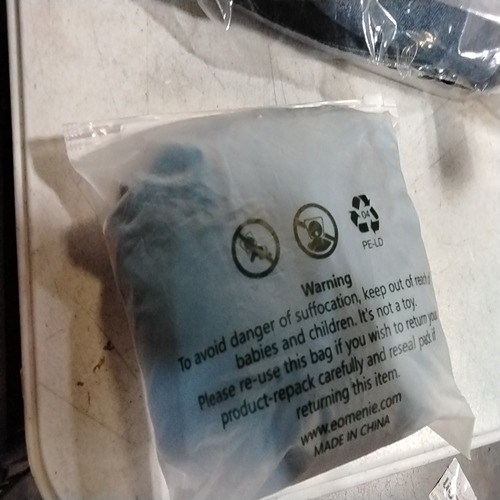 04
PE-LD
Warning
To avoid danger of suffocation, keep out of reach of
babies and children. It's not a toy.
Please re-use this bag if you wish to return your
product-repack carefully and reseal pads if
returning this item.
www.eomenie.com
MADE IN CHINA